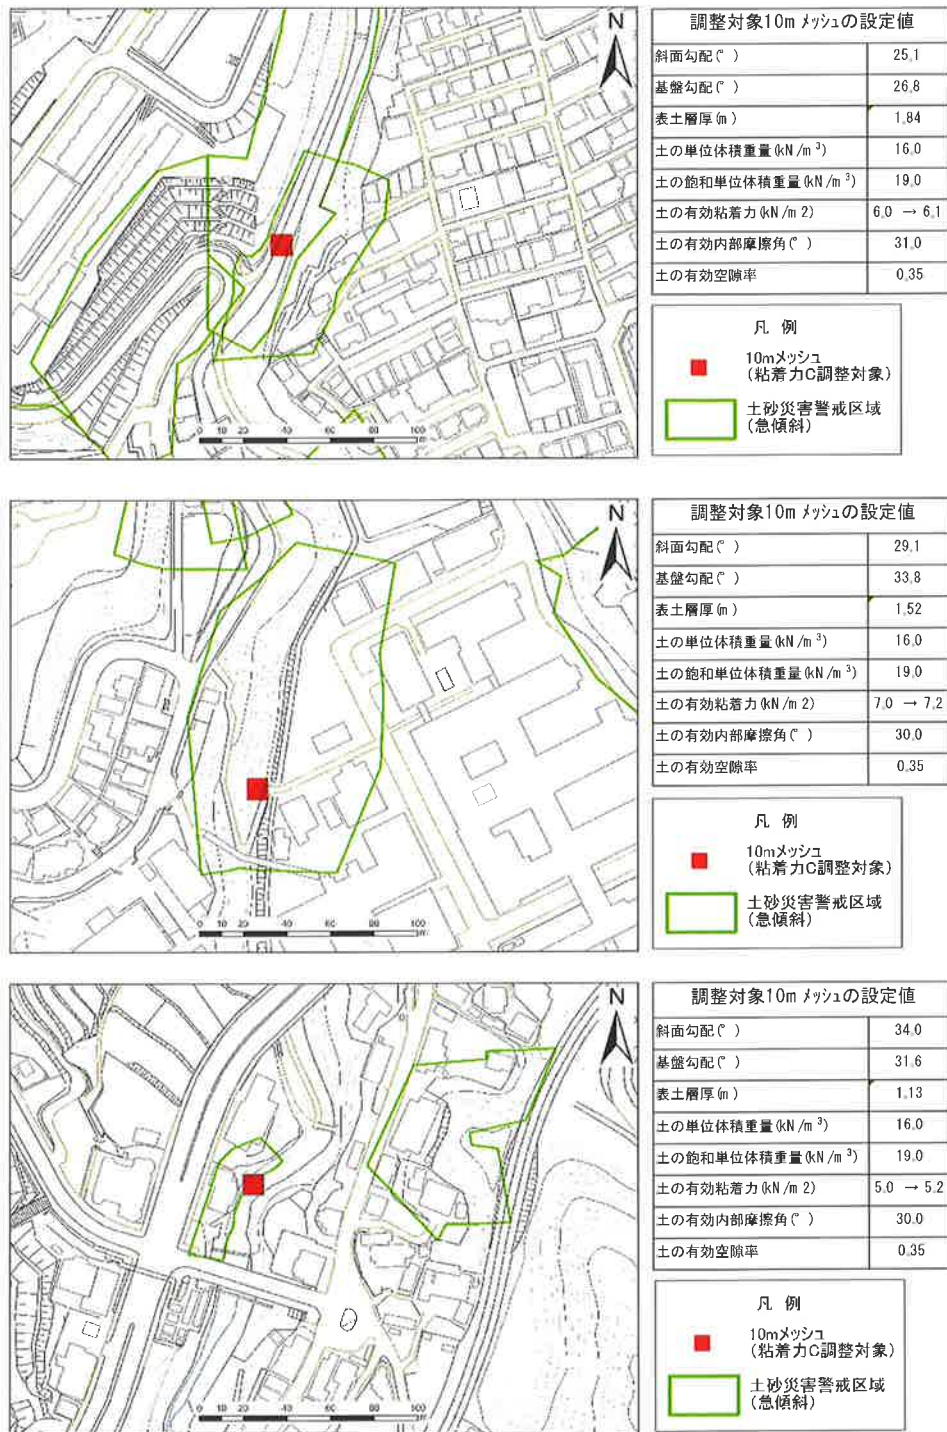 N
0 10 20 40 60 80 100
m
調整対象10m メッシュの設定値
斜面勾配(°) 25.1
基盤勾配(°) 26.8
表土層厚(m) 1.84
土の単位体積重量(kN/m³) 16.0
土の飽和単位体積重量(kN/m³) 19.0
土の有効粘着力(kN/m2) 6.0 → 6.1
土の有効内部摩擦角(°) 31.0
土の有効空隙率 0.35
凡 例
10mメッシュ
(粘着力C調整対象)
土砂災害警戒区域
(急傾斜)
N
0 10 20 40 60 80 100
m
調整対象10m メッシュの設定値
斜面勾配(°) 29.1
基盤勾配(°) 33.8
表土層厚(m) 1.52
土の単位体積重量(kN/m³) 16.0
土の飽和単位体積重量(kN/m³) 19.0
土の有効粘着力(kN/m2) 7.0 → 7.2
土の有効内部摩擦角(°) 30.0
土の有効空隙率 0.35
凡 例
10mメッシュ
(粘着力C調整対象)
土砂災害警戒区域
(急傾斜)
N
0 10 20 40 60 80 100
m
調整対象10m メッシュの設定値
斜面勾配(°) 34.0
基盤勾配(°) 31.6
表土層厚(m) 1.13
土の単位体積重量(kN/m³) 16.0
土の飽和単位体積重量(kN/m³) 19.0
土の有効粘着力(kN/m2) 5.0 → 5.2
土の有効内部摩擦角(°) 30.0
土の有効空隙率 0.35
凡 例
10mメッシュ
(粘着力C調整対象)
土砂災害警戒区域
(急傾斜)